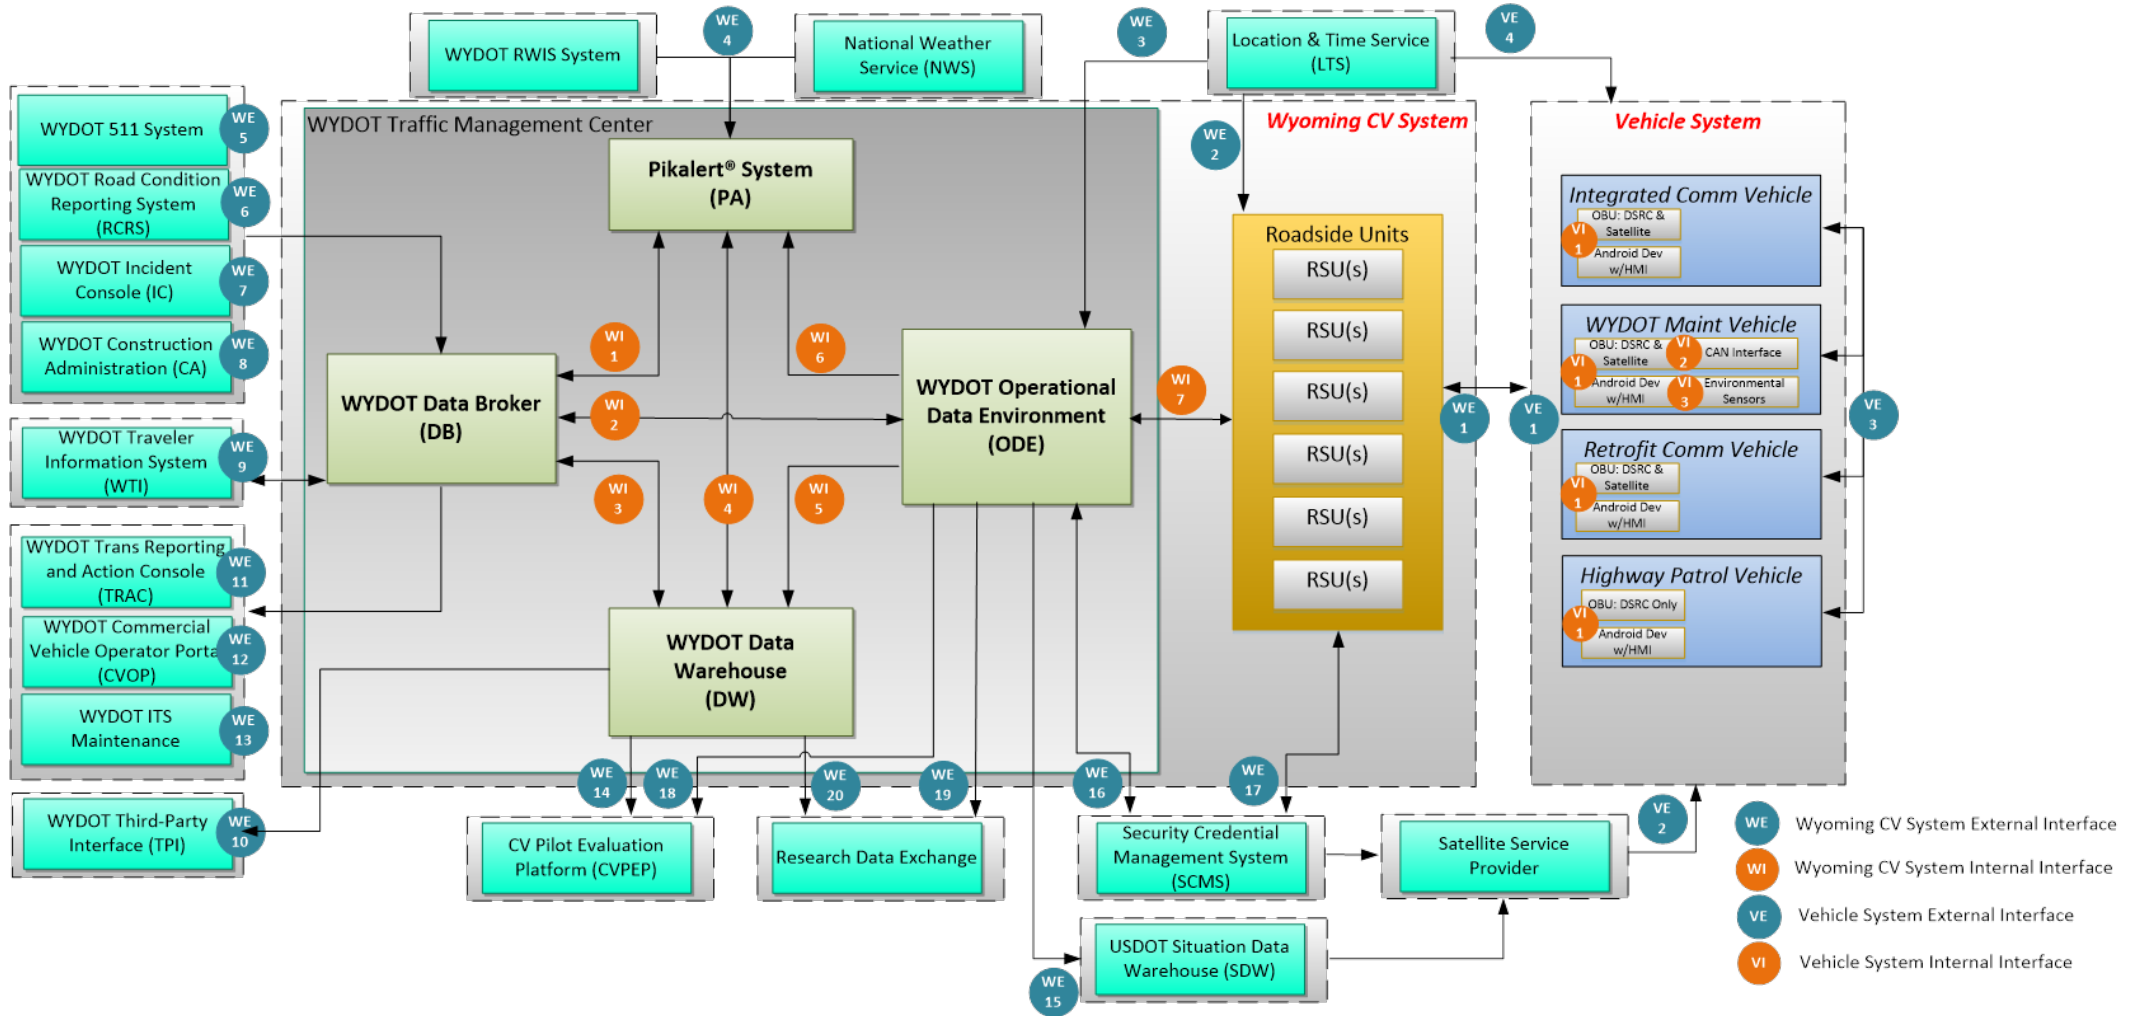 WYDOT RWIS System
WE
4
National Weather
Service (NWS)
WE
3
Location & Time Service
(LTS)
VE
4
WYDOT 511 System
WE
5
WYDOT Road Condition
Reporting System
(RCRS)
WE
6
WYDOT Incident
Console (IC)
WE
7
WYDOT Construction
Administration (CA)
WE
8
WYDOT Traveler
Information System
(WTI)
WE
9
WYDOT Trans Reporting
and Action Console
(TRAC)
WE
11
WYDOT Commercial
Vehicle Operator Porta
(CVOP)
WE
12
WYDOT ITS
Maintenance
WE
13
WYDOT Third-Party
Interface (TPI)
WE
10
WYDOT Traffic Management Center
Pikalert® System
(PA)
WI
1
WI
6
WYDOT Data Broker
(DB)
WI
2
WYDOT Operational
Data Environment
(ODE)
WI
3
WI
4
WI
5
WYDOT Data
Warehouse
(DW)
WI
7
Wyoming CV System
WE
2
Roadside Units
RSU(s)
RSU(s)
RSU(s)
RSU(s)
RSU(s)
RSU(s)
WE
1
VE
1
Vehicle System
Integrated Comm Vehicle
OBU: DSRC &
Satellite
VI
1
Android Dev
w/HMI
WYDOT Maint Vehicle
OBU: DSRC &
Satellite
VI
2
CAN Interface
VI
1
Android Dev
w/HMI
VI
3
Environmental
Sensors
Retrofit Comm Vehicle
OBU: DSRC &
Satellite
VI
1
Android Dev
w/HMI
Highway Patrol Vehicle
OBU: DSRC Only
VI
1
Android Dev
w/HMI
VE
3
WE
14
WE
18
WE
20
WE
19
WE
16
WE
17
CV Pilot Evaluation
Platform (CVPEP)
Research Data Exchange
Security Credential
Management System
(SCMS)
Satellite Service
Provider
VE
2
USDOT Situation Data
Warehouse (SDW)
WE
15
WE
Wyoming CV System External Interface
WI
Wyoming CV System Internal Interface
VE
Vehicle System External Interface
VI
Vehicle System Internal Interface